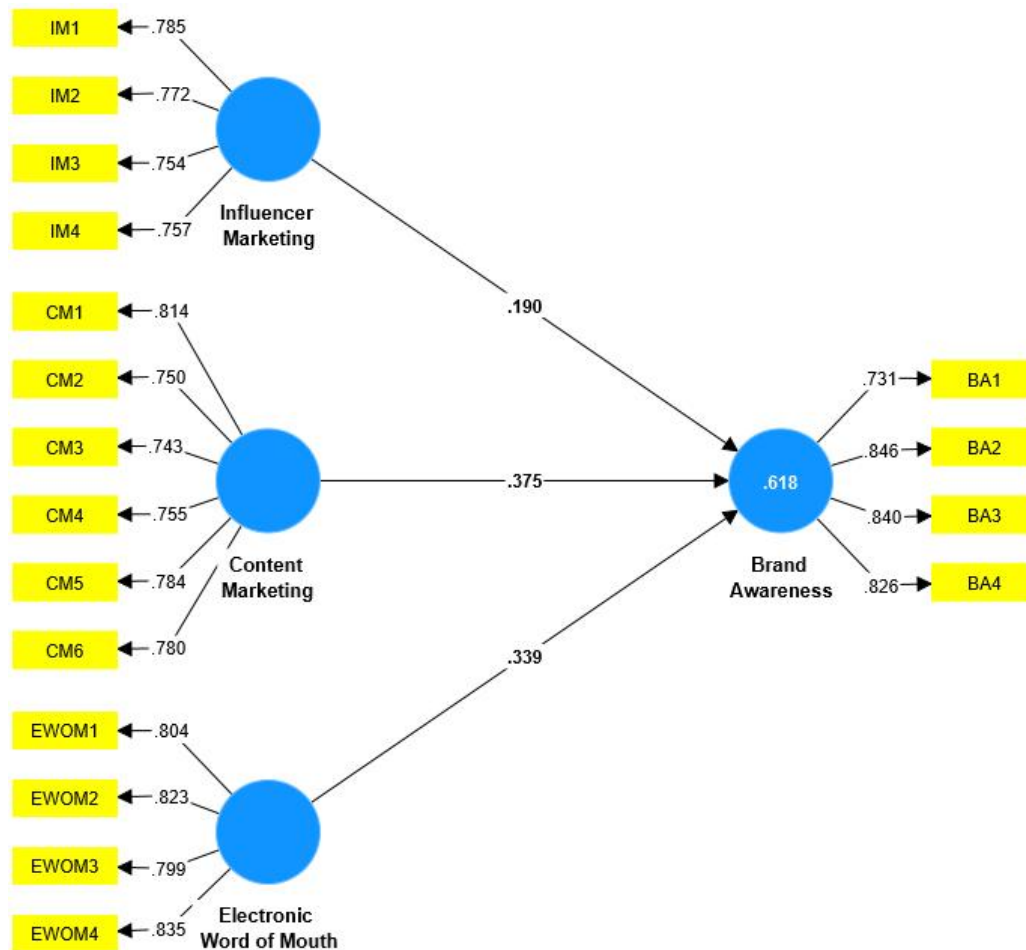 IM1
.785
IM2
.772
IM3
.754
IM4
.757
Influencer
Marketing
.190
CM1
.814
CM2
.750
CM3
.743
CM4
.755
CM5
.784
CM6
.780
Content
Marketing
.375
.618
Brand
Awareness
.731
BA1
.846
BA2
.840
BA3
.826
BA4
.339
EWOM1
.804
EWOM2
.823
EWOM3
.799
EWOM4
.835
Electronic
Word of Mouth